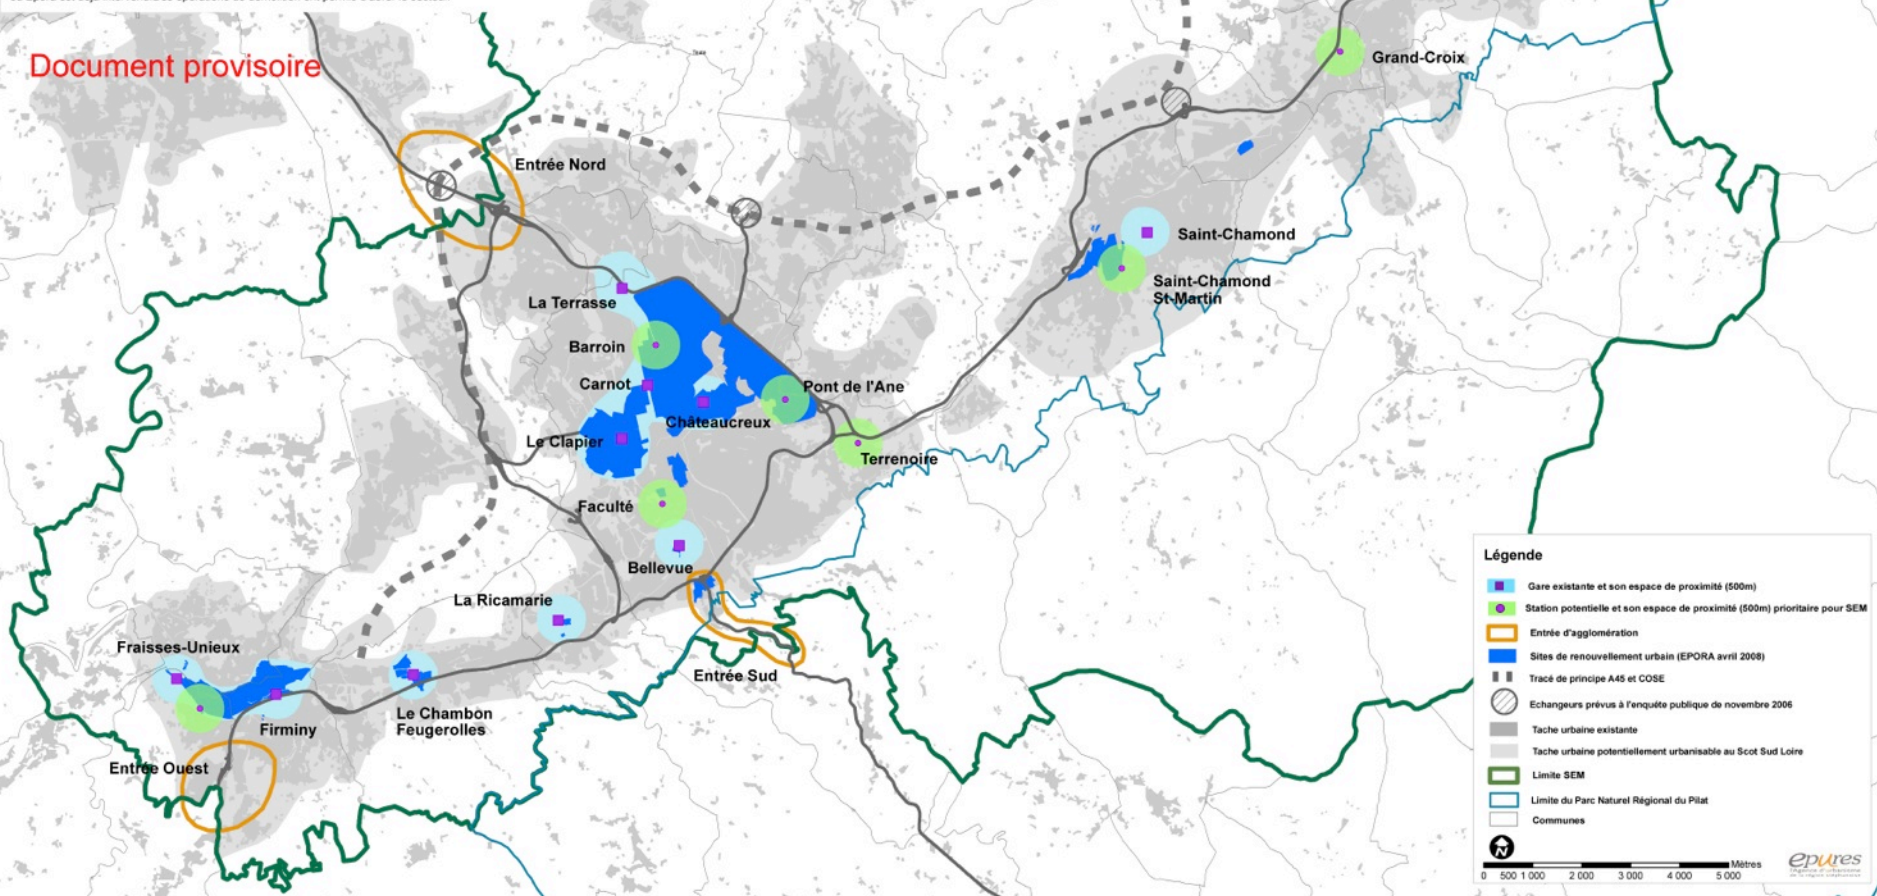 Document provisoire
Grand-Croix
Entrée Nord
Saint-Chamond
Saint-Chamond
St-Martin
La Terrasse
Barroin
Carnot
Pont de l'Ane
Châteaucreux
Le Clapier
Terrenoire
Faculté
Bellevue
La Ricamarie
Fraisses-Unieux
Entrée Sud
Le Chambon
Feugerolles
Firminy
Entrée Ouest
Légende
Gare existante et son espace de proximité (500m)
Station potentielle et son espace de proximité (500m) prioritaire pour SEM
Entrée d'agglomération
Sites de renouvellement urbain (EPORA avril 2008)
Tracé de principe A45 et COSE
Echangeurs prévus à l'enquête publique de novembre 2006
Tache urbaine existante
Tache urbaine potentiellement urbanisable au Scot Sud Loire
Limite SEM
Limite du Parc Naturel Régional du Pilat
Communes
N
Mètres
0 500 1 000 2 000 3 000 4 000 5 000
epures